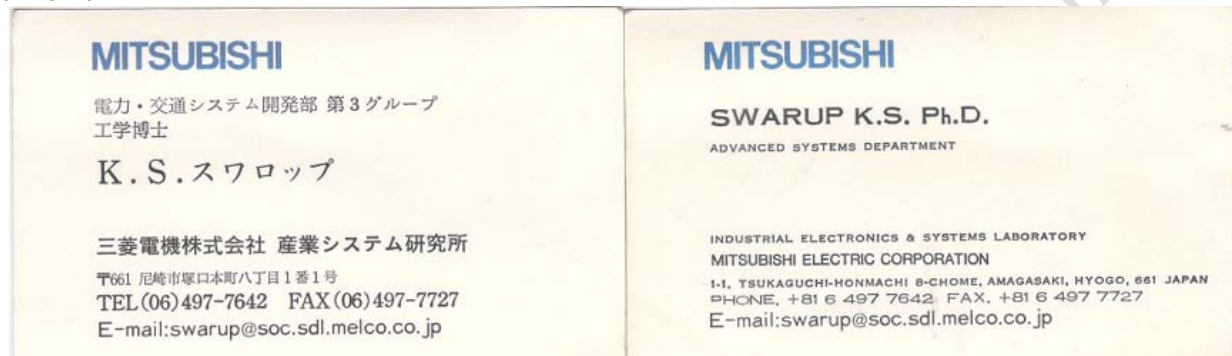 MITSUBISHI
電力・交通システム開発部 第3グループ
工学博士
K.S.スワロップ
三菱電機株式会社 産業システム研究所
〒661 尼崎市塚口本町八丁目1番1号
TEL(06)497-7642 FAX(06)497-7727
E-mail:swarup@soc.sdl.melco.co.jp
MITSUBISHI
SWARUP K.S. Ph.D.
ADVANCED SYSTEMS DEPARTMENT
INDUSTRIAL ELECTRONICS & SYSTEMS LABORATORY
MITSUBISHI ELECTRIC CORPORATION
1-1, TSUKAGUCHI-HONMACHI 8-CHOME, AMAGASAKI, HYOGO, 661 JAPAN
PHONE, +81 6 497 7642 FAX, +81 6 497 7727
E-mail:swarup@soc.sdl.melco.co.jp